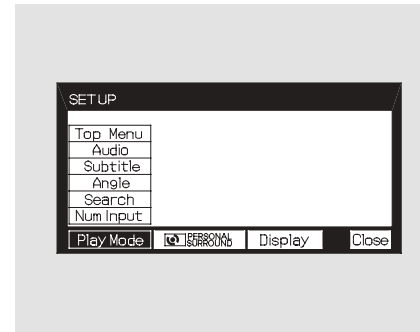 SETUP
Top Menu
Audio
Subtitle
Angle
Search
Num Input
Play Mode PERSONAL SURROUND Display Close